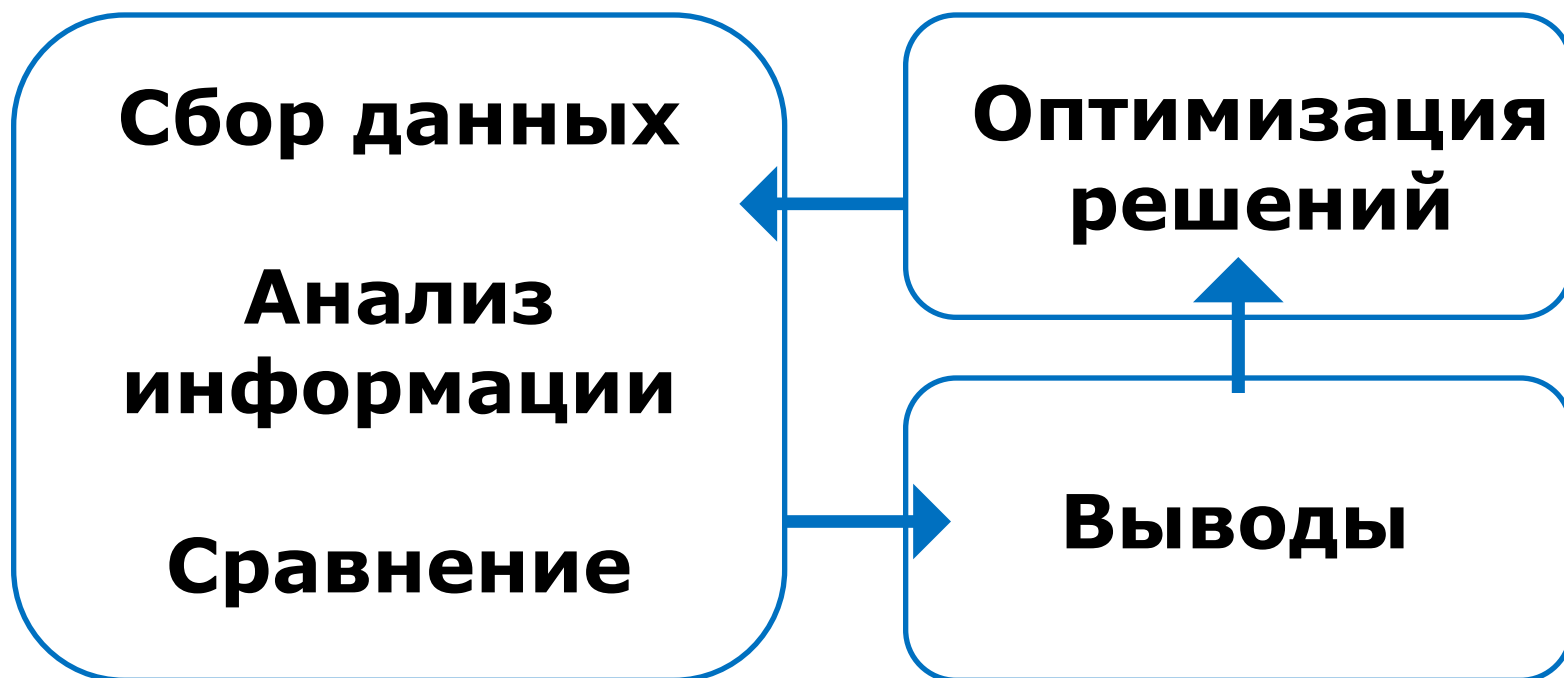 Сбор данных
Анализ
информации
Сравнение
Оптимизация
решений
Выводы